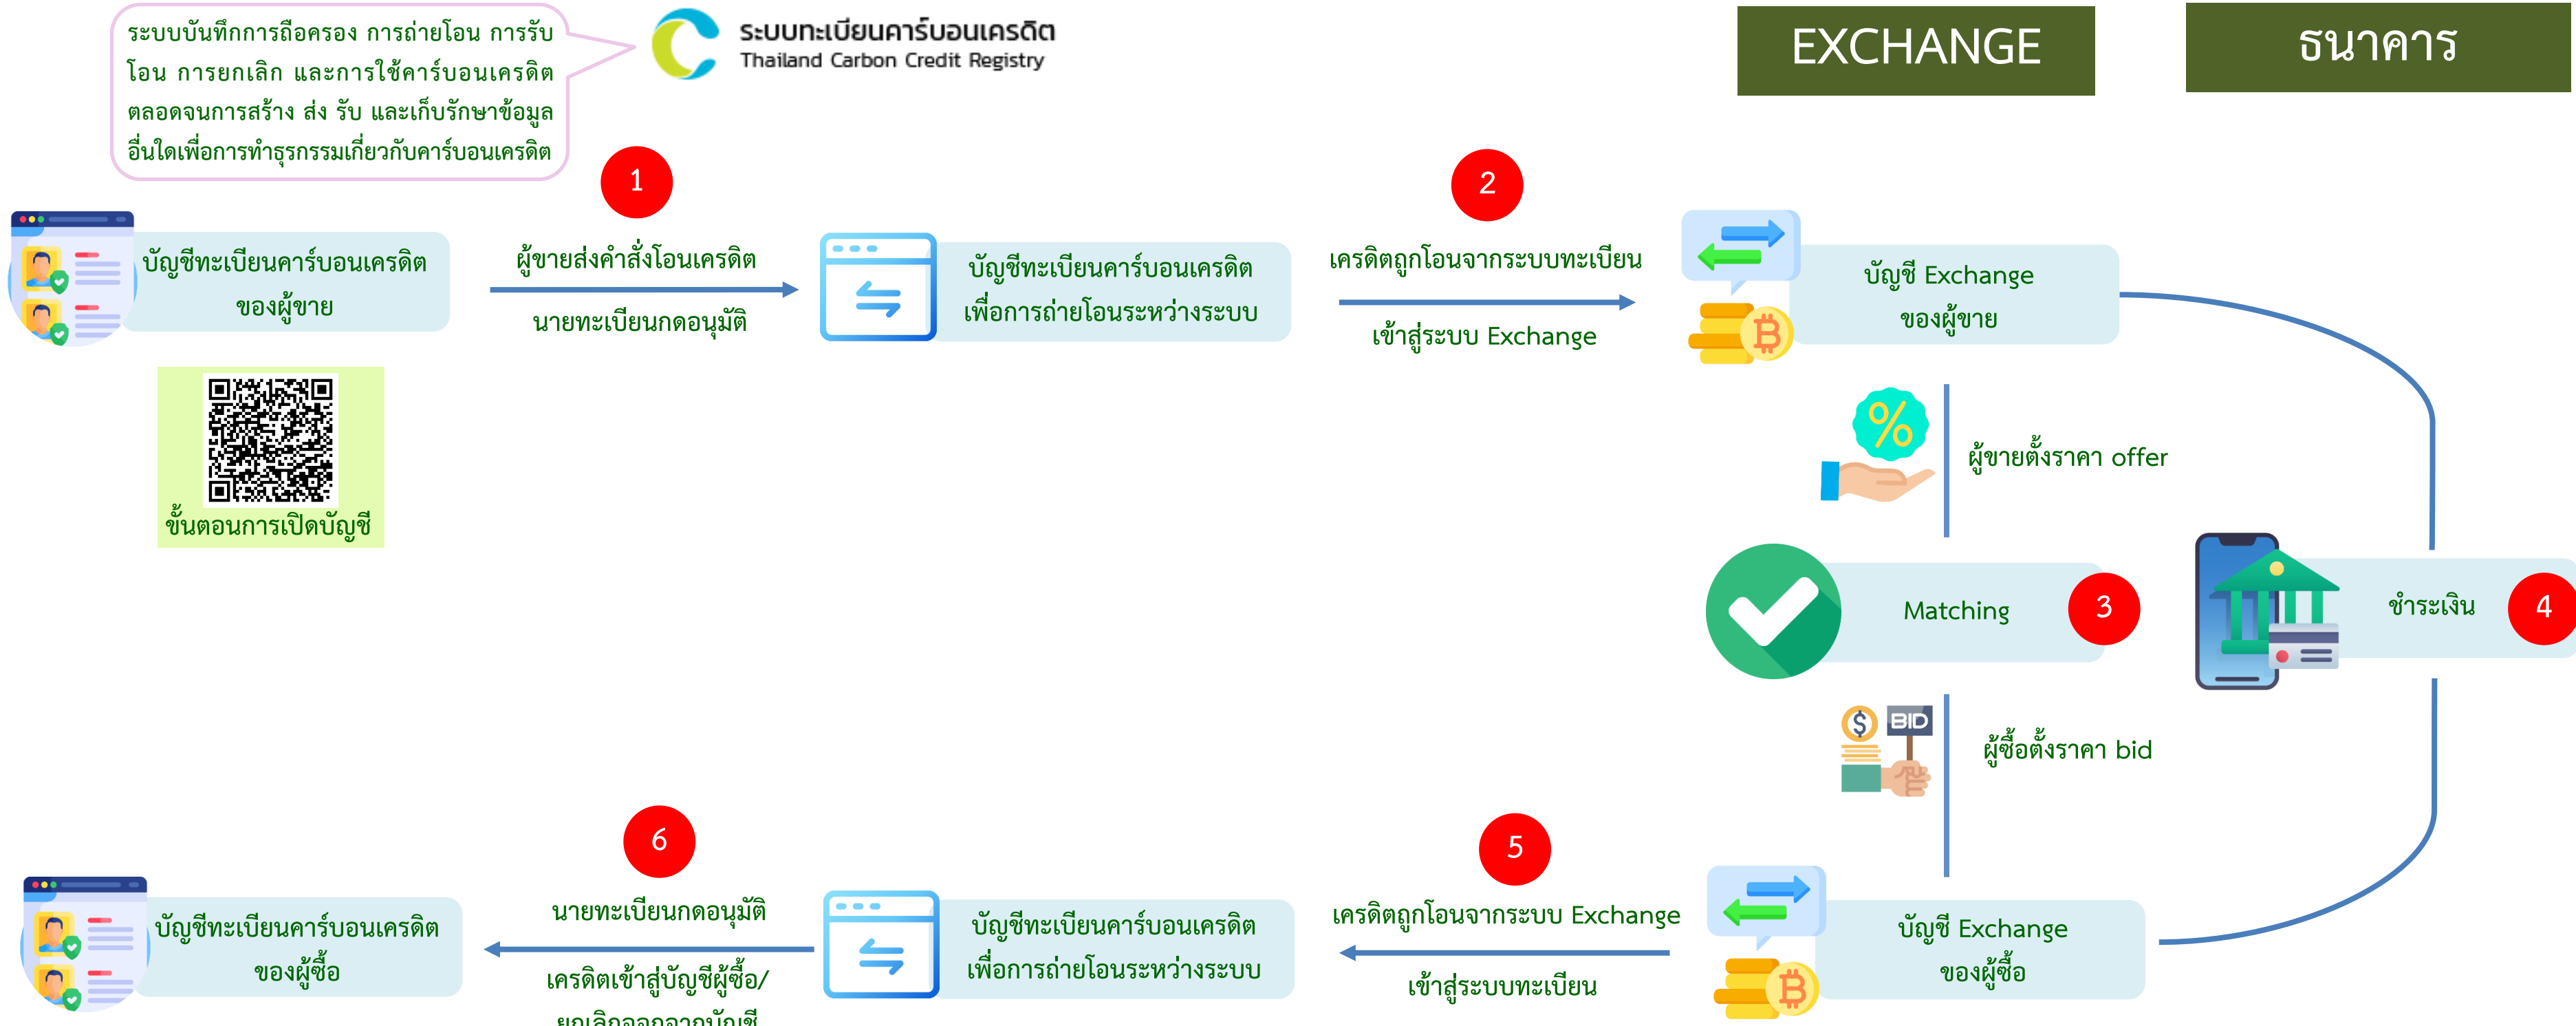 ระบบบันทึกการถือครอง การถ่ายโอน การรับ
โอน การยกเลิก และการใช้คาร์บอนเครดิต
ตลอดจนการสร้าง ส่ง รับ และเก็บรักษาข้อมูล
อื่นใดเพื่อการทำธุรกรรมเกี่ยวกับคาร์บอนเครดิต
ระบบทะเบียนคาร์บอนเครดิต
Thailand Carbon Credit Registry
EXCHANGE
ธนาคาร
บัญชีทะเบียนคาร์บอนเครดิต
ของผู้ขาย
1
ผู้ขายส่งคำสั่งโอนเครดิต
นายทะเบียนกดอนุมัติ
บัญชีทะเบียนคาร์บอนเครดิต
เพื่อการถ่ายโอนระหว่างระบบ
2
เครดิตถูกโอนจากระบบทะเบียน
เข้าสู่ระบบ Exchange
บัญชี Exchange
ของผู้ขาย
ขั้นตอนการเปิดบัญชี
%
ผู้ขายตั้งราคา offer
Matching
3
ชำระเงิน
4
$
BID
ผู้ซื้อตั้งราคา bid
บัญชี Exchange
ของผู้ซื้อ
5
เครดิตถูกโอนจากระบบ Exchange
เข้าสู่ระบบทะเบียน
บัญชีทะเบียนคาร์บอนเครดิต
เพื่อการถ่ายโอนระหว่างระบบ
6
นายทะเบียนกดอนุมัติ
เครดิตเข้าสู่บัญชีผู้ซื้อ/
ยกเลิกออกจากบัญชี
บัญชีทะเบียนคาร์บอนเครดิต
ของผู้ซื้อ